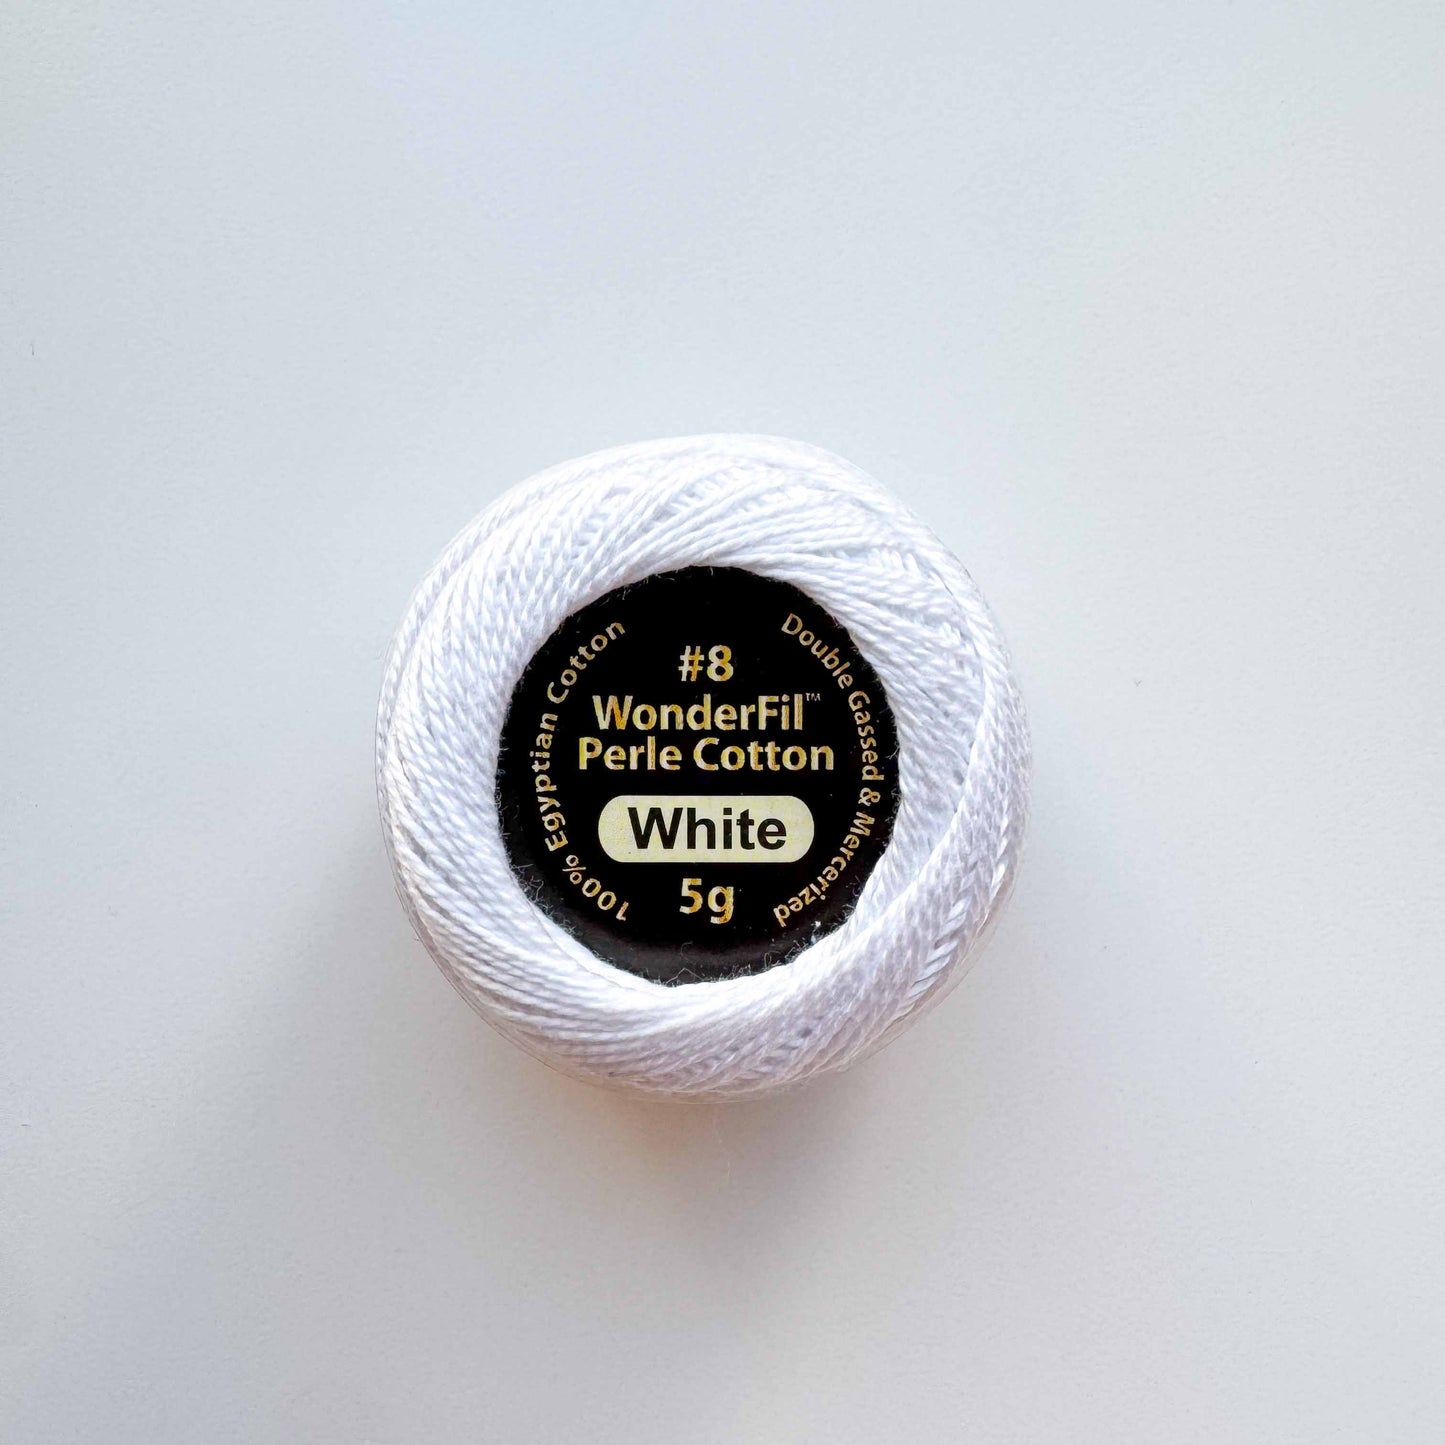 #8
WonderFil™
Perle Cotton
White
5g
100% Egyptian Cotton
Double Gassed & Mercerized